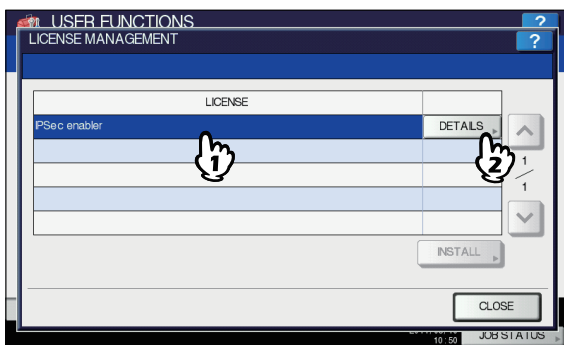 USER FUNCTIONS
?
LICENSE MANAGEMENT
?
LICENSE
IPSec enabler
DETAILS
1
2
1
1
INSTALL
CLOSE
10:50
JOB STATUS